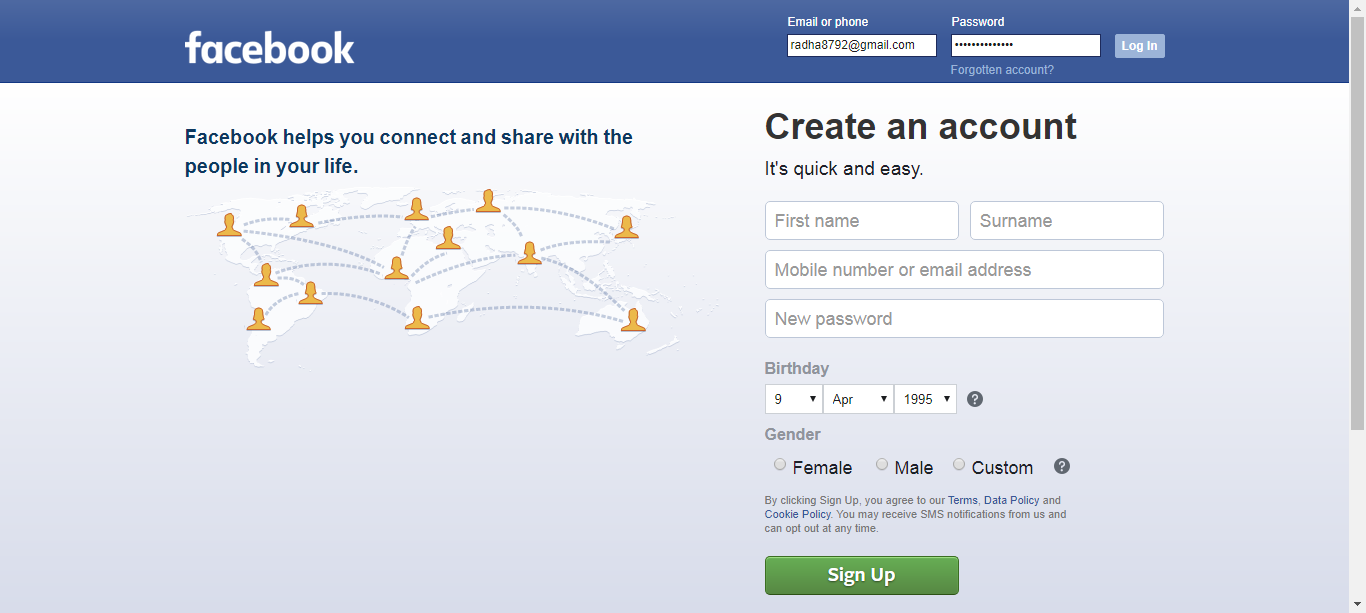 facebook
Email or phone
Password
radha8792@gmail.com
••••••••••••••
Log In
Forgotten account?
Facebook helps you connect and share with the
people in your life.
Create an account
It's quick and easy.
First name
Surname
Mobile number or email address
New password
Birthday
9
Apr
1995
?
Gender
Female
Male
Custom
?
By clicking Sign Up, you agree to our Terms, Data Policy and
Cookie Policy. You may receive SMS notifications from us and
can opt out at any time.
Sign Up